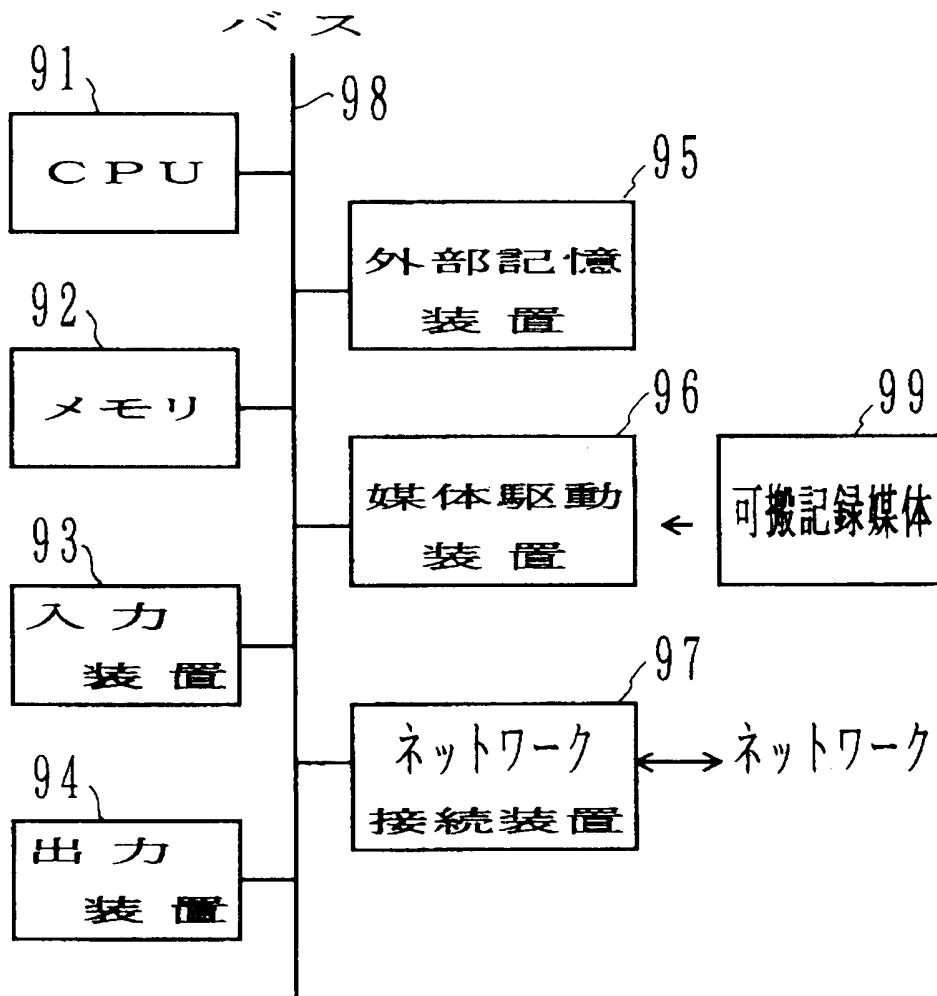 バス
91
98
CPU
95
外部記憶
装置
92
メモリ
96
99
媒体駆動
装置
可搬記録媒体
93
入力
装置
97
ネットワーク
接続装置
ネットワーク
94
出力
装置